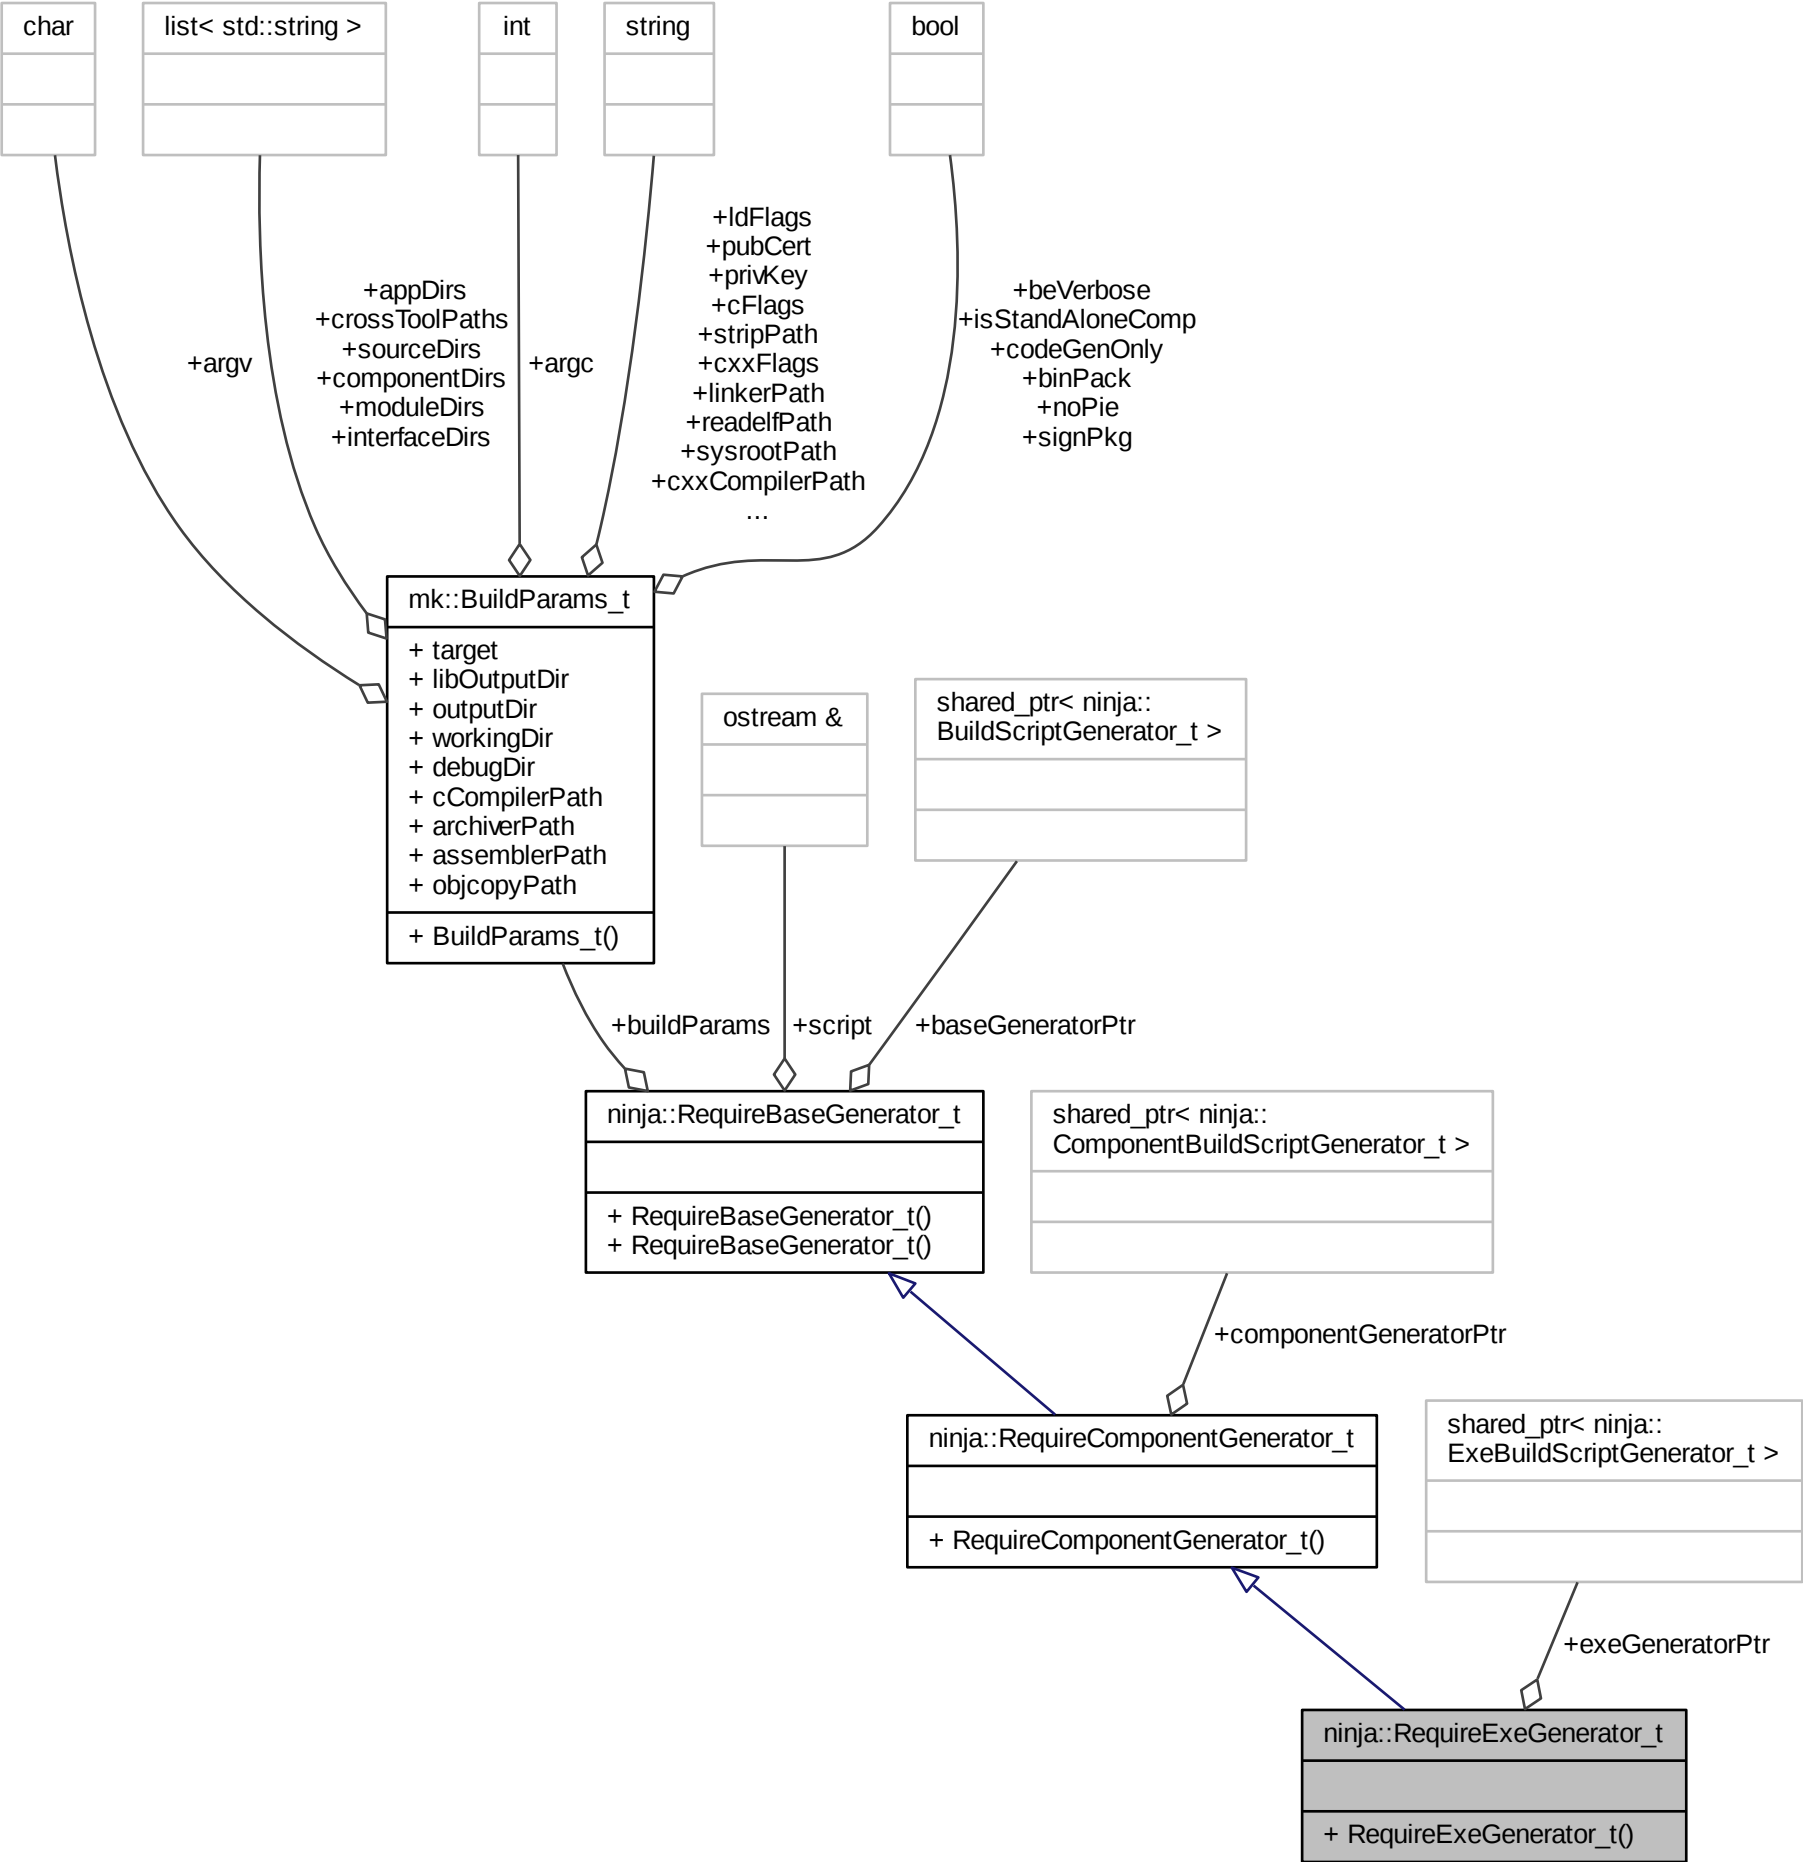 char
list< std::string >
int
string
bool
+argv
+appDirs
+crossToolPaths
+sourceDirs
+componentDirs
+moduleDirs
+interfaceDirs
+argc
+ldFlags
+pubCert
+privKey
+cFlags
+stripPath
+cxxFlags
+linkerPath
+readelfPath
+sysrootPath
+cxxCompilerPath
...
+beVerbose
+isStandAloneComp
+codeGenOnly
+binPack
+noPie
+signPkg
mk::BuildParams_t
+ target
+ libOutputDir
+ outputDir
+ workingDir
+ debugDir
+ cCompilerPath
+ archiverPath
+ assemblerPath
+ objcopyPath
+ BuildParams_t()
ostream &
shared_ptr< ninja::
BuildScriptGenerator_t >
+buildParams
+script
+baseGeneratorPtr
ninja::RequireBaseGenerator_t
+ RequireBaseGenerator_t()
+ RequireBaseGenerator_t()
shared_ptr< ninja::
ComponentBuildScriptGenerator_t >
+componentGeneratorPtr
ninja::RequireComponentGenerator_t
+ RequireComponentGenerator_t()
shared_ptr< ninja::
ExeBuildScriptGenerator_t >
+exeGeneratorPtr
ninja::RequireExeGenerator_t
+ RequireExeGenerator_t()